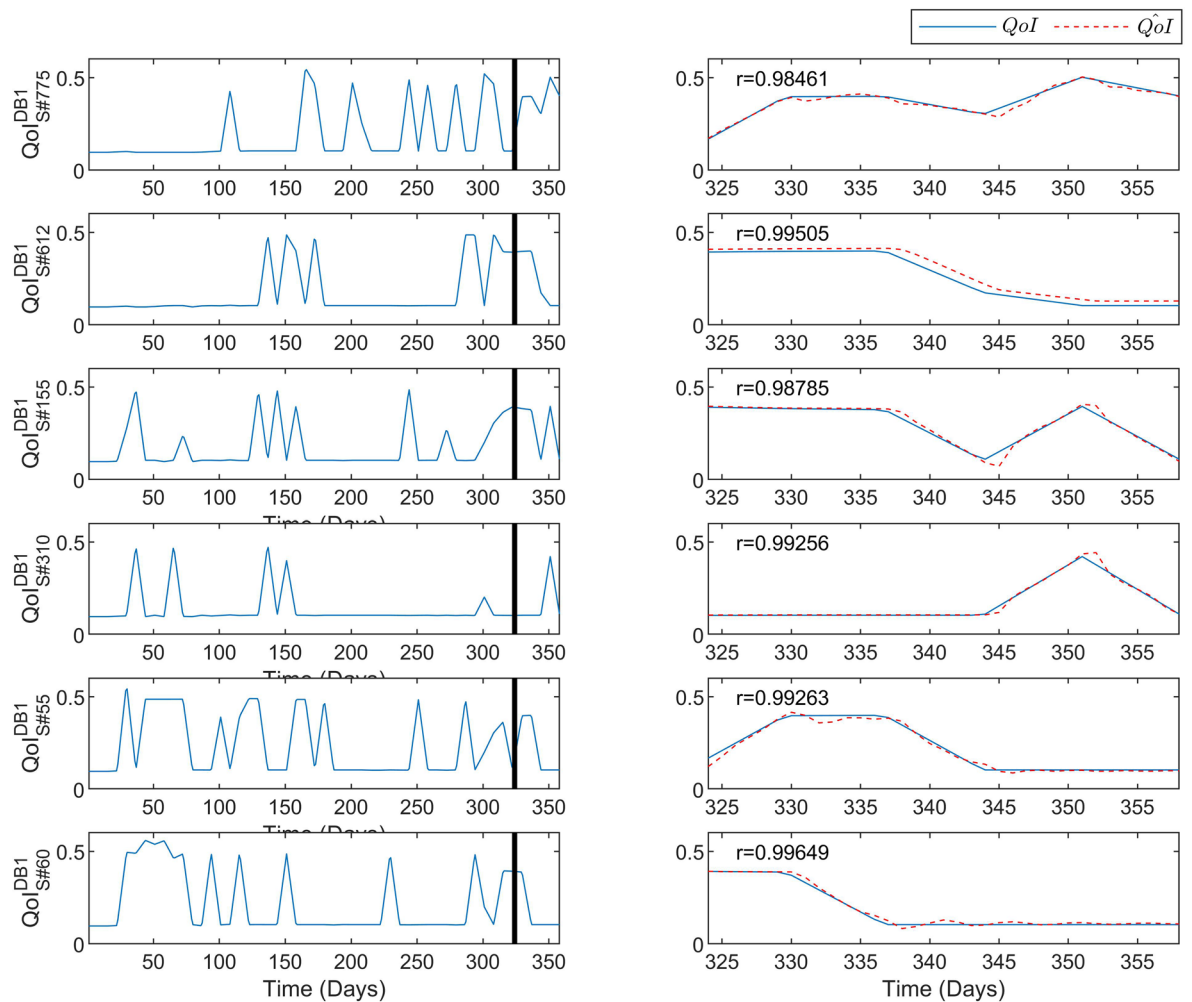 QoI QôI
QoI^DB1_S#775 0.5 0 50 100 150 200 250 300 350
r=0.98461 0.5 0 325 330 335 340 345 350 355
QoI^DB1_S#612 0.5 0 50 100 150 200 250 300 350
r=0.99505 0.5 0 325 330 335 340 345 350 355
QoI^DB1_S#155 0.5 0 50 100 150 200 250 300 350
Time (Days)
r=0.98785 0.5 0 325 330 335 340 345 350 355
QoI^DB1_S#310 0.5 0 50 100 150 200 250 300 350
Time (Days)
r=0.99256 0.5 0 325 330 335 340 345 350 355
QoI^DB1_S#55 0.5 0 50 100 150 200 250 300 350
Time (Days)
r=0.99263 0.5 0 325 330 335 340 345 350 355
QoI^DB1_S#60 0.5 0 50 100 150 200 250 300 350
Time (Days)
r=0.99649 0.5 0 325 330 335 340 345 350 355
Time (Days)